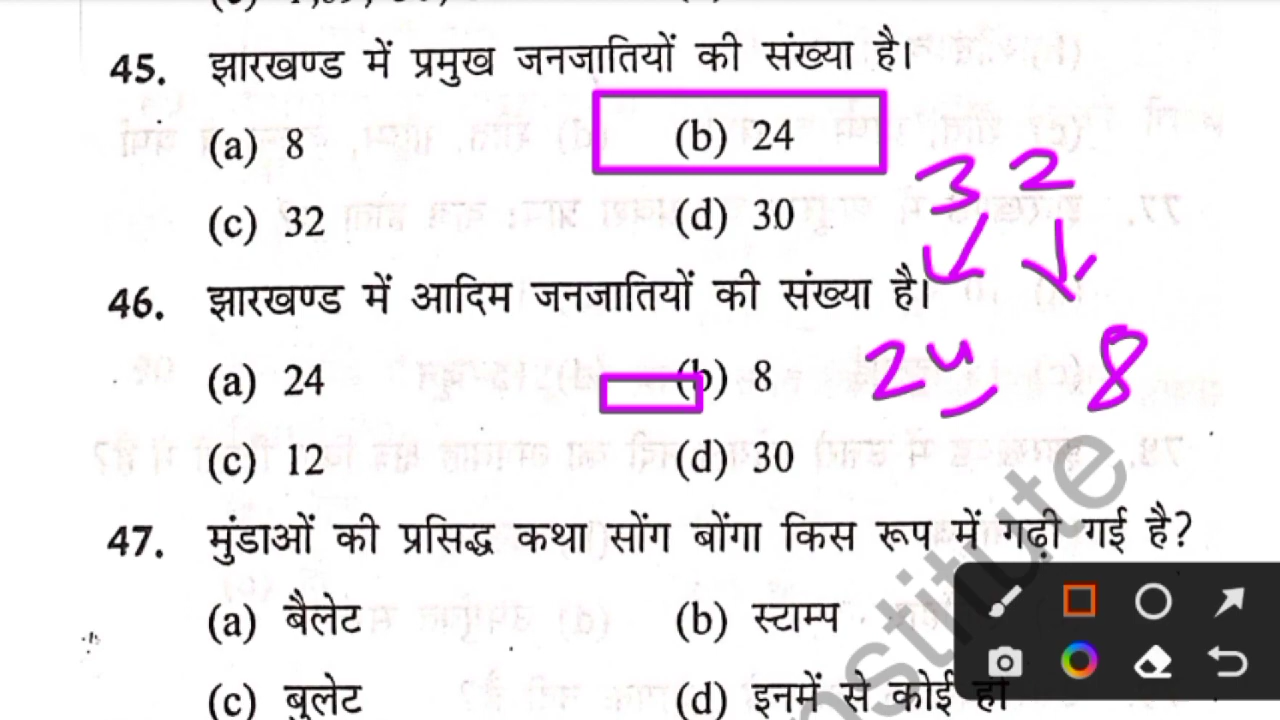 45. झारखण्ड में प्रमुख जनजातियों की संख्या है।
(a) 8 (b) 24
(c) 32 (d) 30
32
46. झारखण्ड में आदिम जनजातियों की संख्या है।
(a) 24 (b) 8
24 8
(c) 12 (d) 30
47. मुंडाओं की प्रसिद्ध कथा सोंग बोंगा किस रूप में गढ़ी गई है?
(a) बैलेट (b) स्टाम्प
(c) बुलेट (d) इनमें से कोई
nstitute